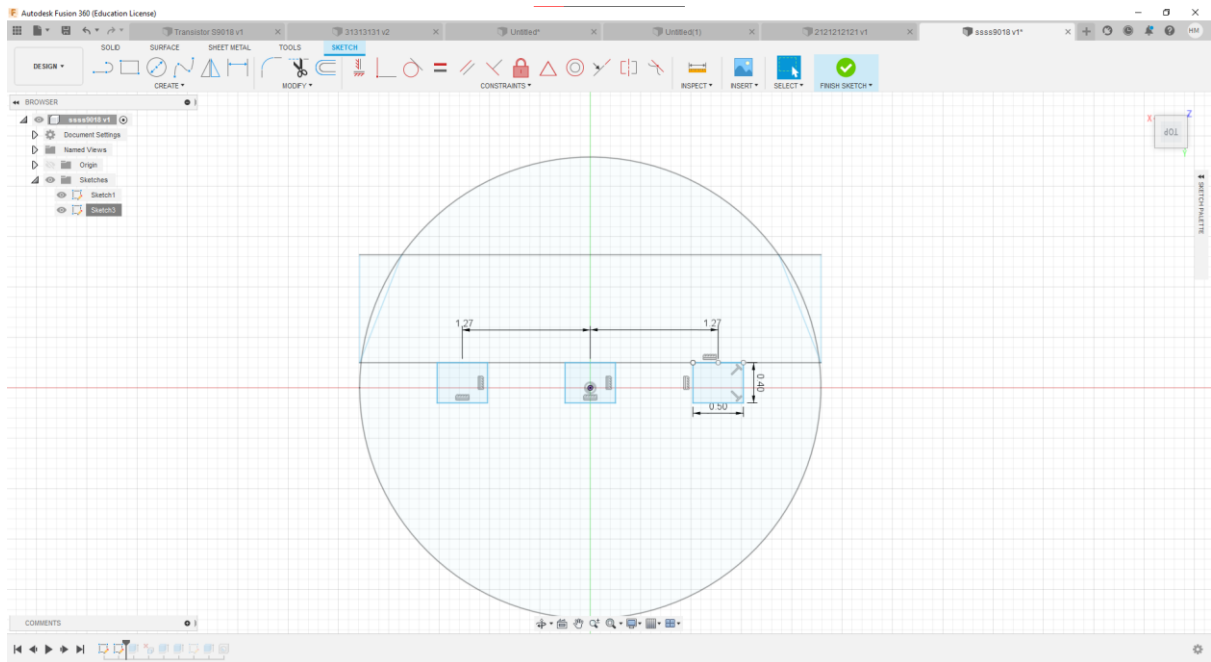 Autodesk Fusion 360 (Education License)
Transistor S9018 v1
31313131 v2
Untitled*
Untitled(1)
2121212121 v1
ssss9018 v1*
HM
SOLID SURFACE SHEET METAL TOOLS SKETCH
DESIGN
CREATE MODIFY CONSTRAINTS INSPECT INSERT SELECT FINISH SKETCH
BROWSER
ssss9018 v1
Document Settings
Named Views
Origin
Sketches
Sketch1
Sketch3
X Z
TOP
Y
SKETCH PALETTE
1.27 1.27
0.40
0.50
COMMENTS